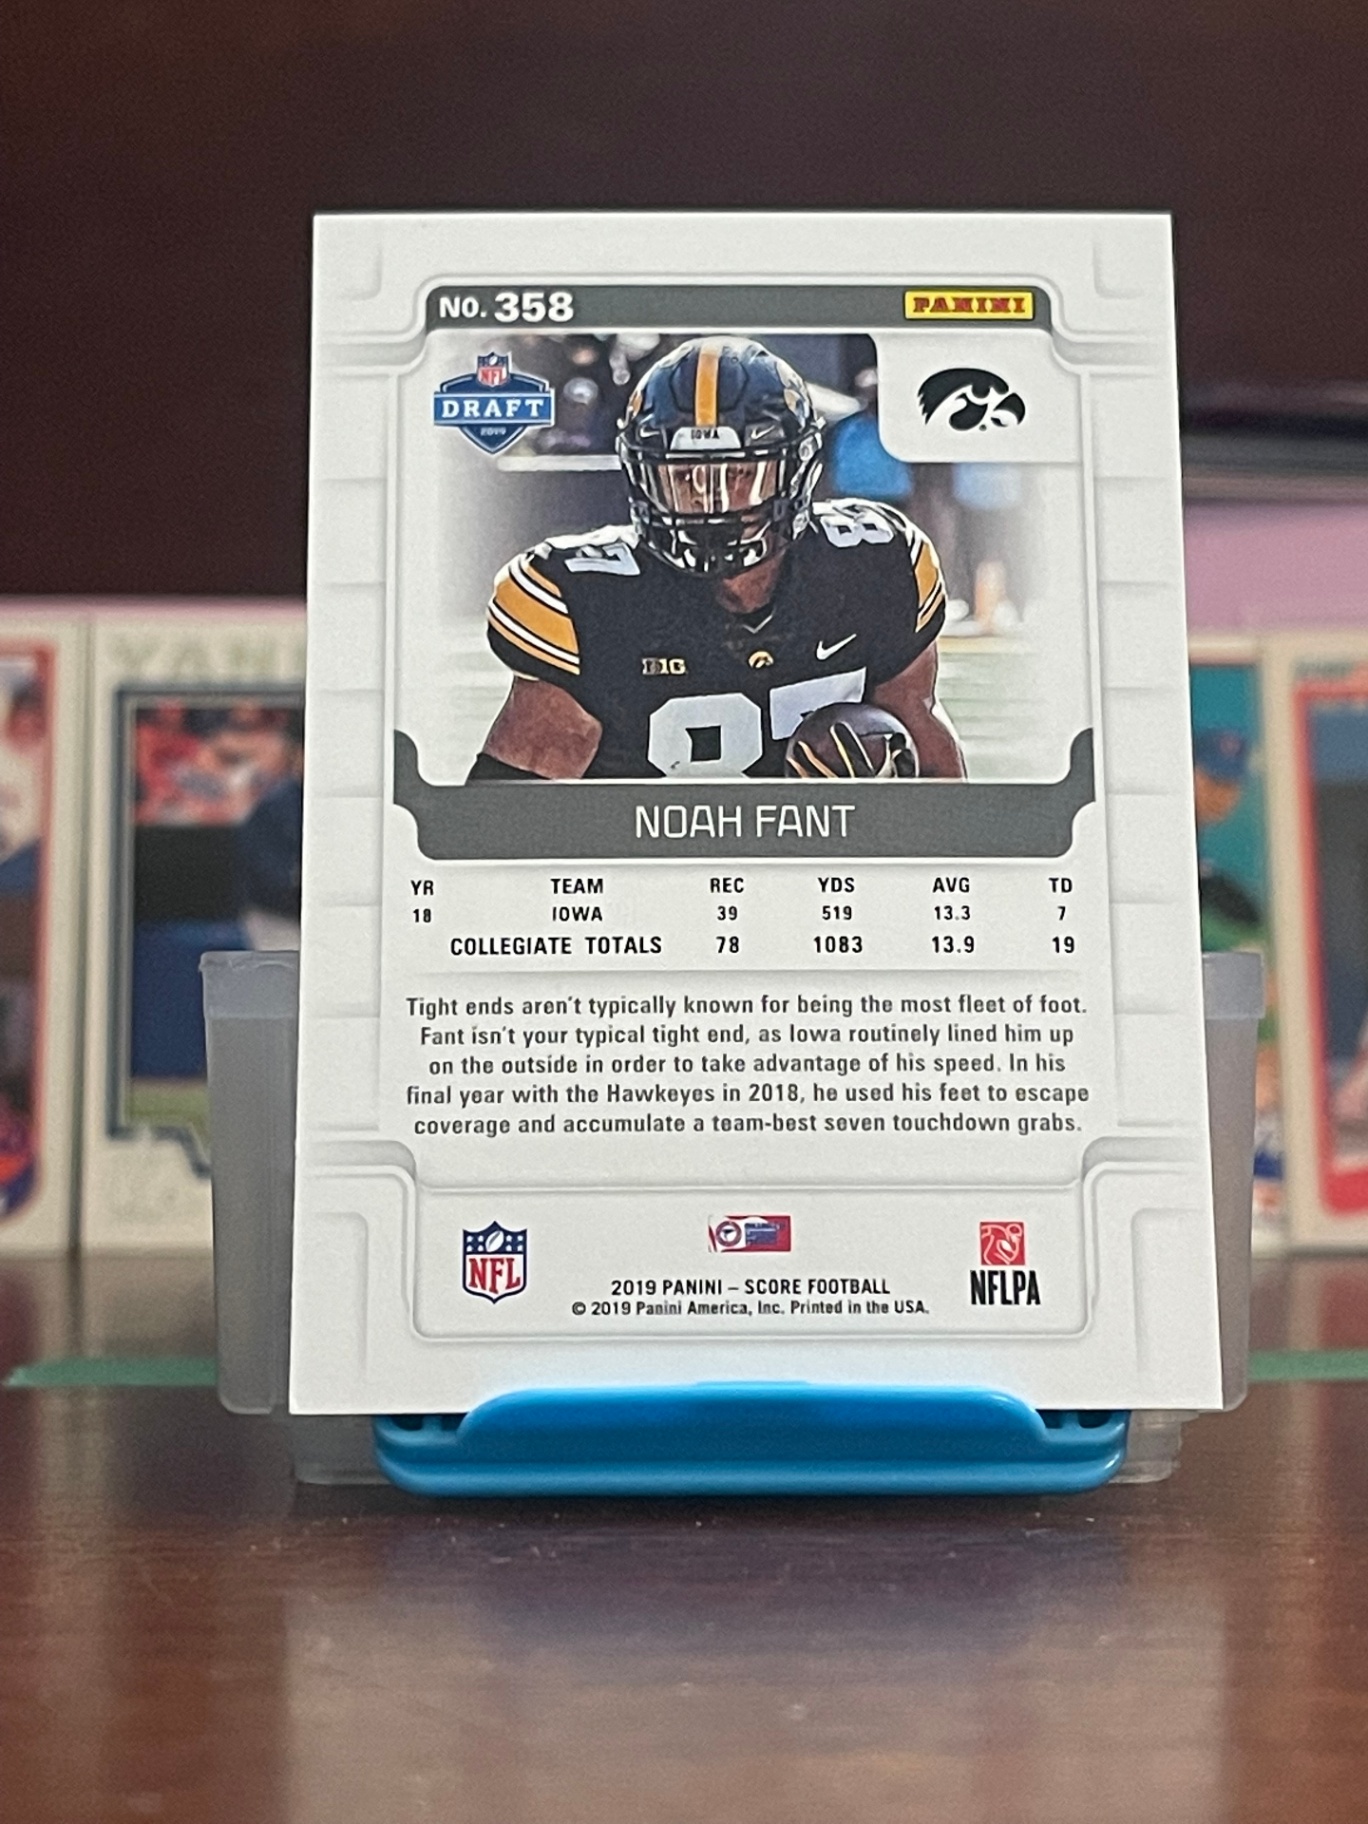 NO. 358 PANINI
NFL
DRAFT
2019
IOWA
87
B1G
87
NOAH FANT
YR TEAM REC YDS AVG TD
18 IOWA 39 519 13.3 7
COLLEGIATE TOTALS 78 1083 13.9 19
Tight ends aren't typically known for being the most fleet of foot.
Fant isn't your typical tight end, as Iowa routinely lined him up
on the outside in order to take advantage of his speed. In his
final year with the Hawkeyes in 2018, he used his feet to escape
coverage and accumulate a team-best seven touchdown grabs.
NFL
NFLPA
2019 PANINI – SCORE FOOTBALL
© 2019 Panini America, Inc. Printed in the USA.